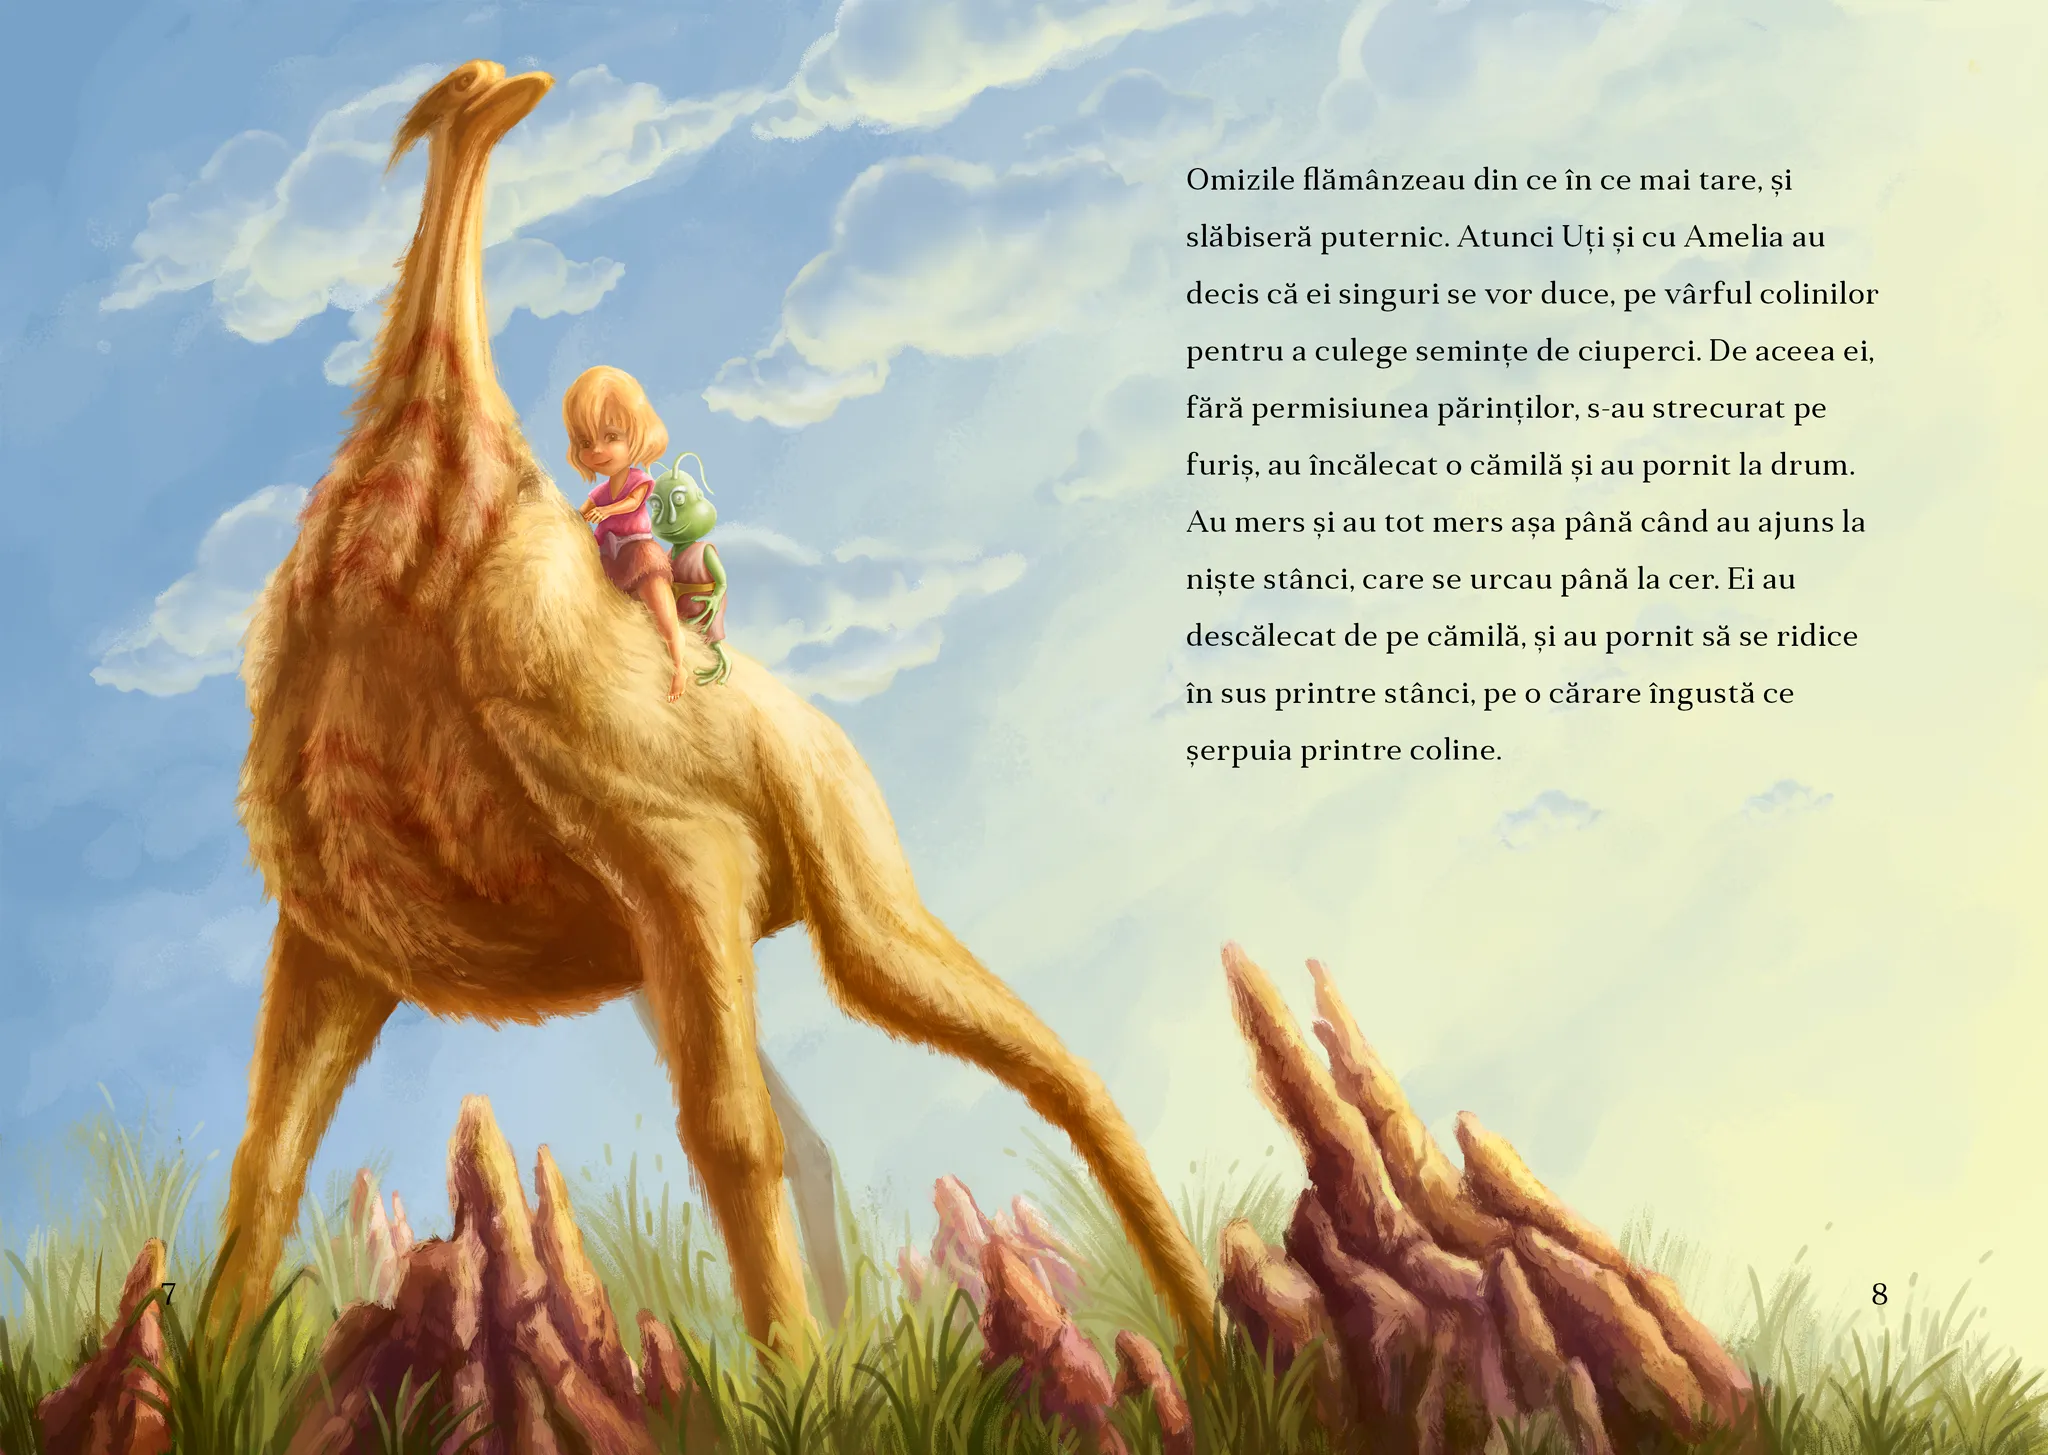 Omizile flămânzeau din ce în ce mai tare, și
slăbiseră puternic. Atunci Uți și cu Amelia au
decis că ei singuri se vor duce, pe vârful colinilor
pentru a culege semințe de ciuperci. De aceea ei,
fără permisiunea părinților, s-au strecurat pe
furiș, au încălecat o cămilă și au pornit la drum.
Au mers și au tot mers așa până când au ajuns la
niște stânci, care se urcau până la cer. Ei au
descălecat de pe cămilă, și au pornit să se ridice
în sus printre stânci, pe o cărare îngustă ce
șerpuia printre coline.
7
8